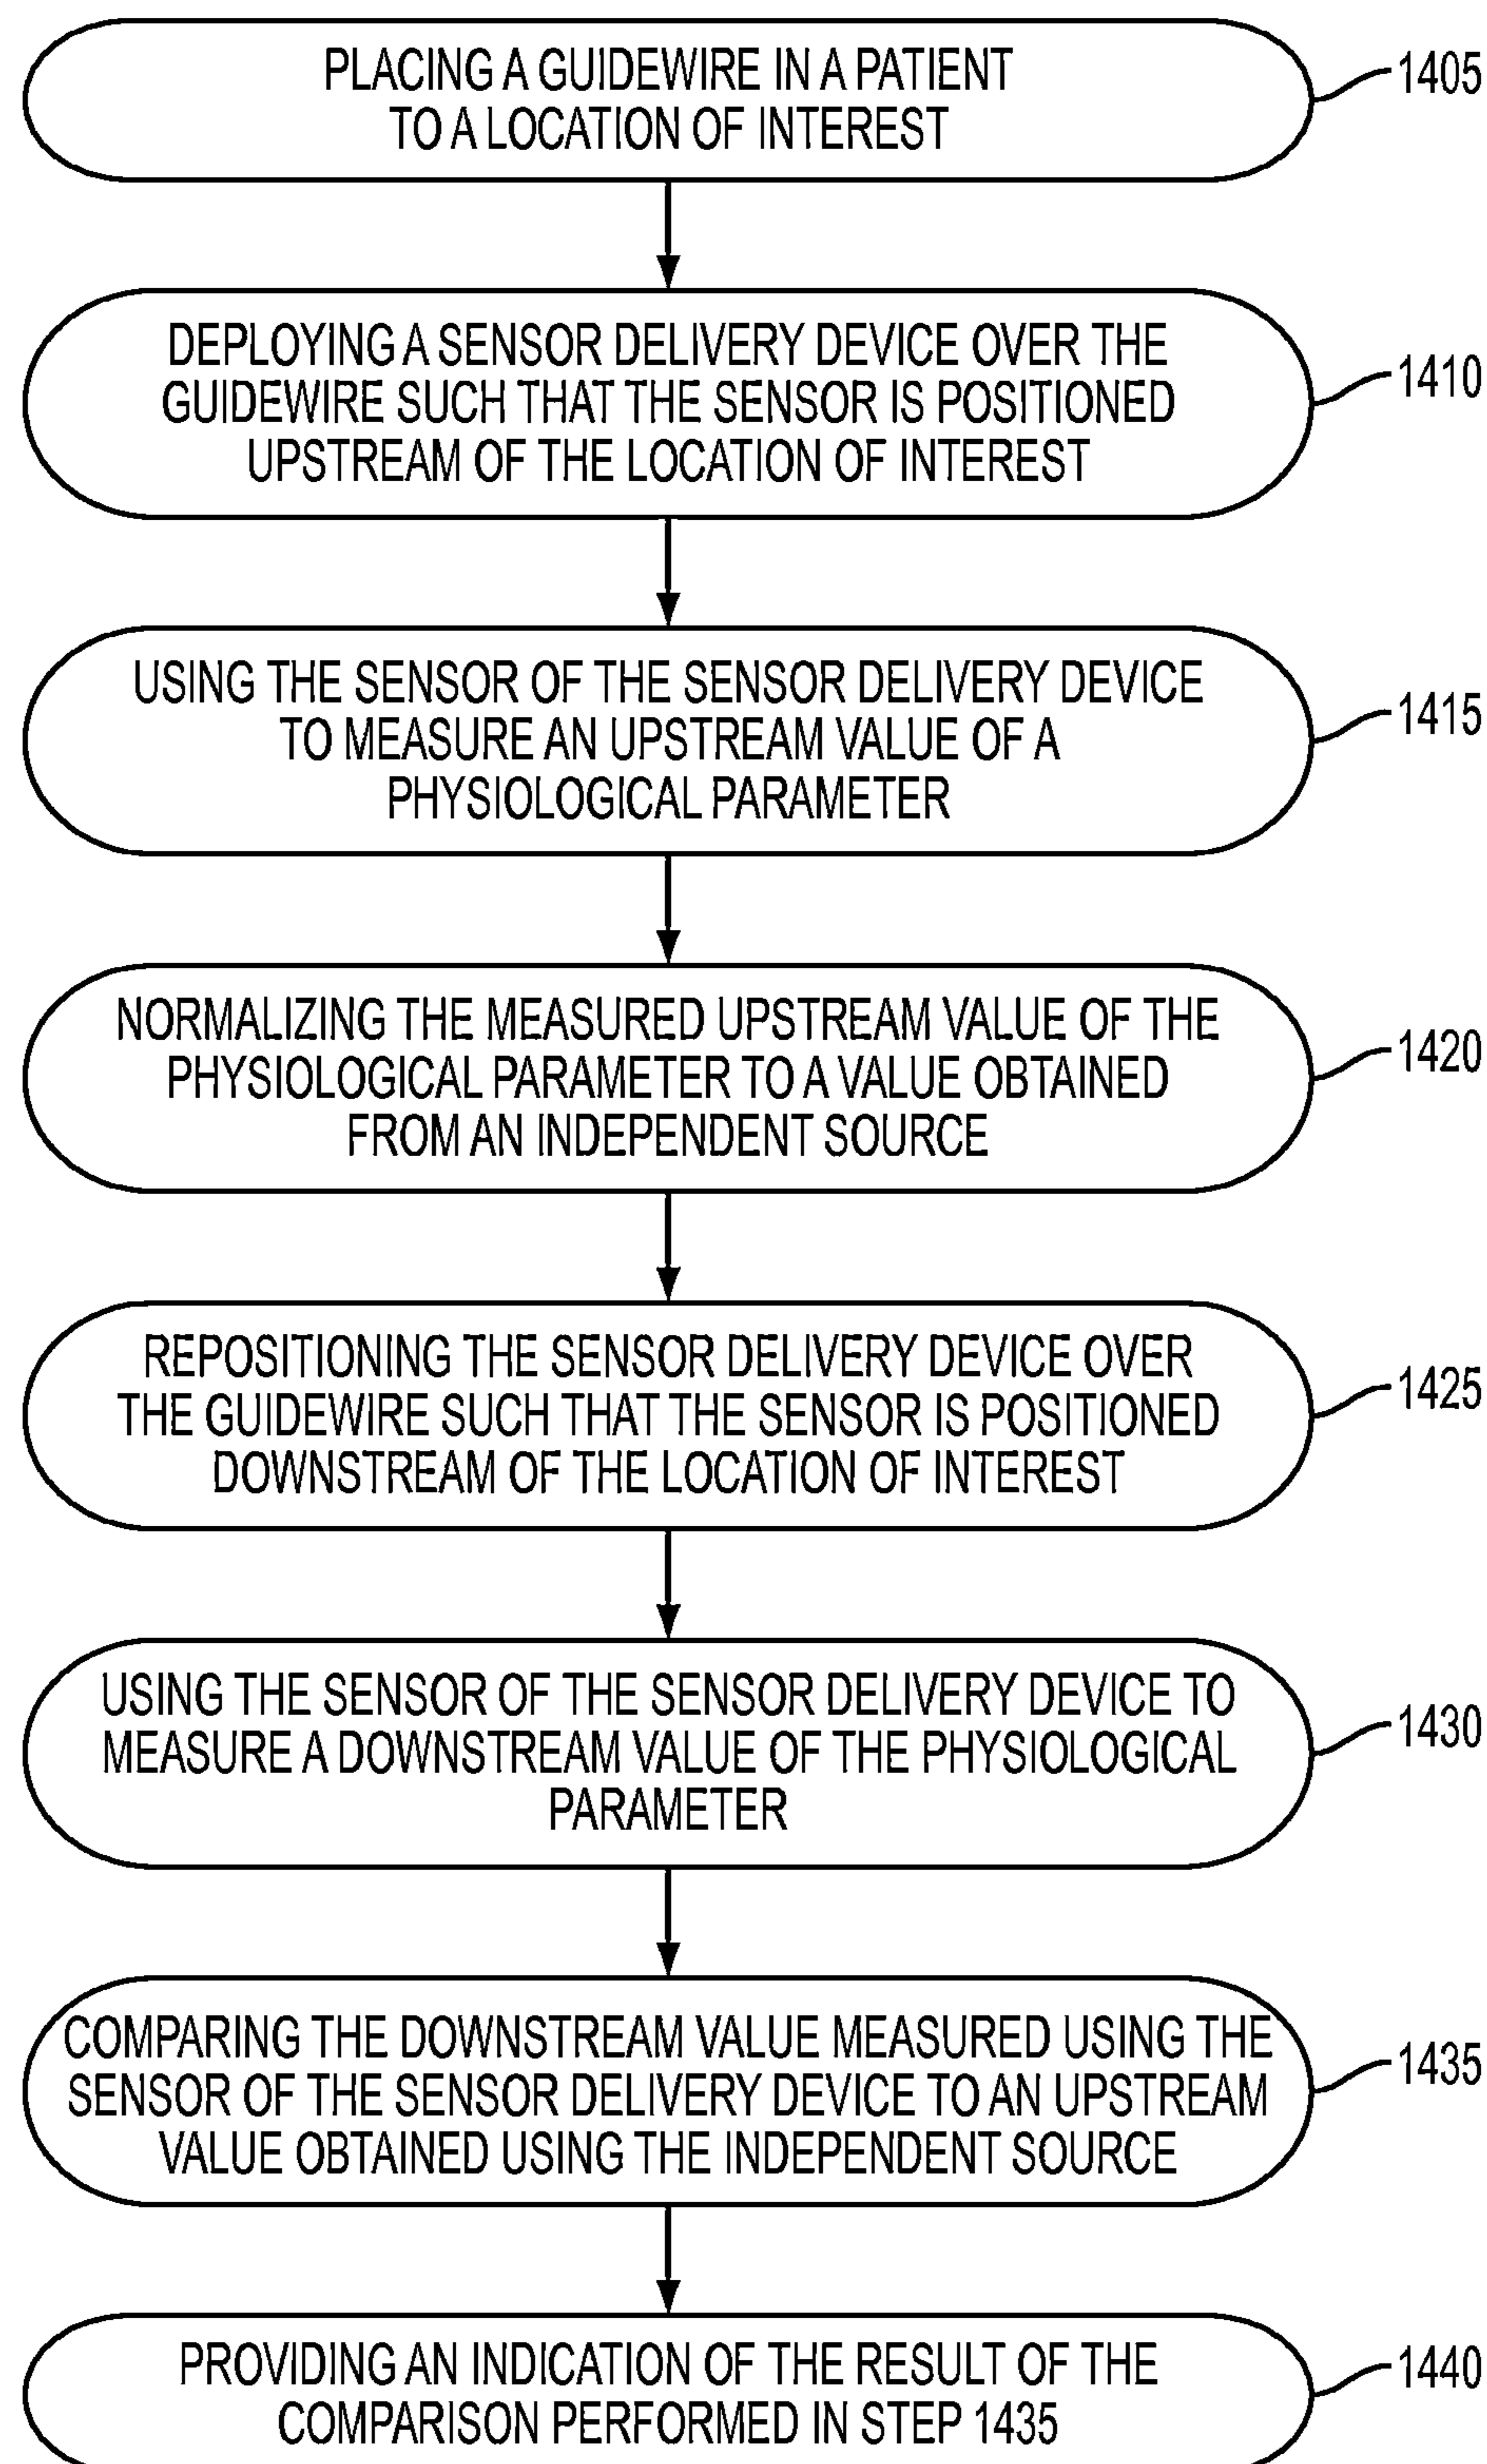 PLACING A GUIDEWIRE IN A PATIENT
TO A LOCATION OF INTEREST
1405
DEPLOYING A SENSOR DELIVERY DEVICE OVER THE
GUIDEWIRE SUCH THAT THE SENSOR IS POSITIONED
UPSTREAM OF THE LOCATION OF INTEREST
1410
USING THE SENSOR OF THE SENSOR DELIVERY DEVICE
TO MEASURE AN UPSTREAM VALUE OF A
PHYSIOLOGICAL PARAMETER
1415
NORMALIZING THE MEASURED UPSTREAM VALUE OF THE
PHYSIOLOGICAL PARAMETER TO A VALUE OBTAINED
FROM AN INDEPENDENT SOURCE
1420
REPOSITIONING THE SENSOR DELIVERY DEVICE OVER
THE GUIDEWIRE SUCH THAT THE SENSOR IS POSITIONED
DOWNSTREAM OF THE LOCATION OF INTEREST
1425
USING THE SENSOR OF THE SENSOR DELIVERY DEVICE TO
MEASURE A DOWNSTREAM VALUE OF THE PHYSIOLOGICAL
PARAMETER
1430
COMPARING THE DOWNSTREAM VALUE MEASURED USING THE
SENSOR OF THE SENSOR DELIVERY DEVICE TO AN UPSTREAM
VALUE OBTAINED USING THE INDEPENDENT SOURCE
1435
PROVIDING AN INDICATION OF THE RESULT OF THE
COMPARISON PERFORMED IN STEP 1435
1440